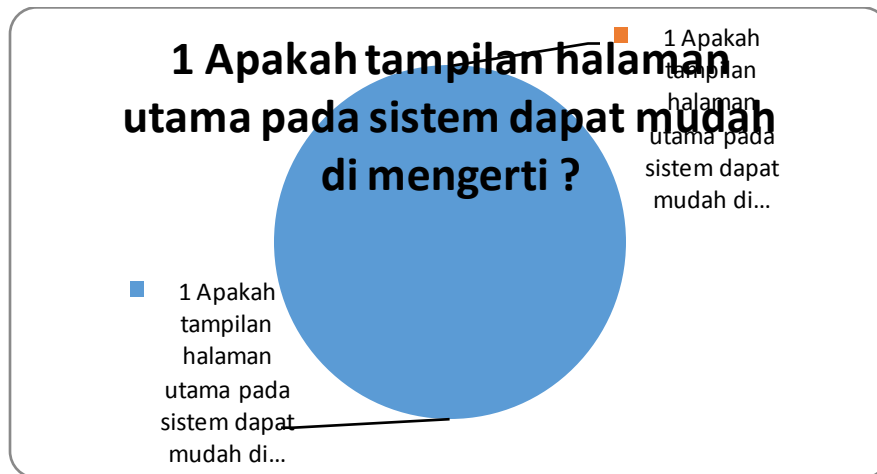 1 Apakah tampilan halaman
utama pada sistem dapat mudah
di mengerti ?
1 Apakah
tampilan
halaman
utama pada
sistem dapat
mudah di...
1 Apakah
tampilan
halaman
utama pada
sistem dapat
mudah di...